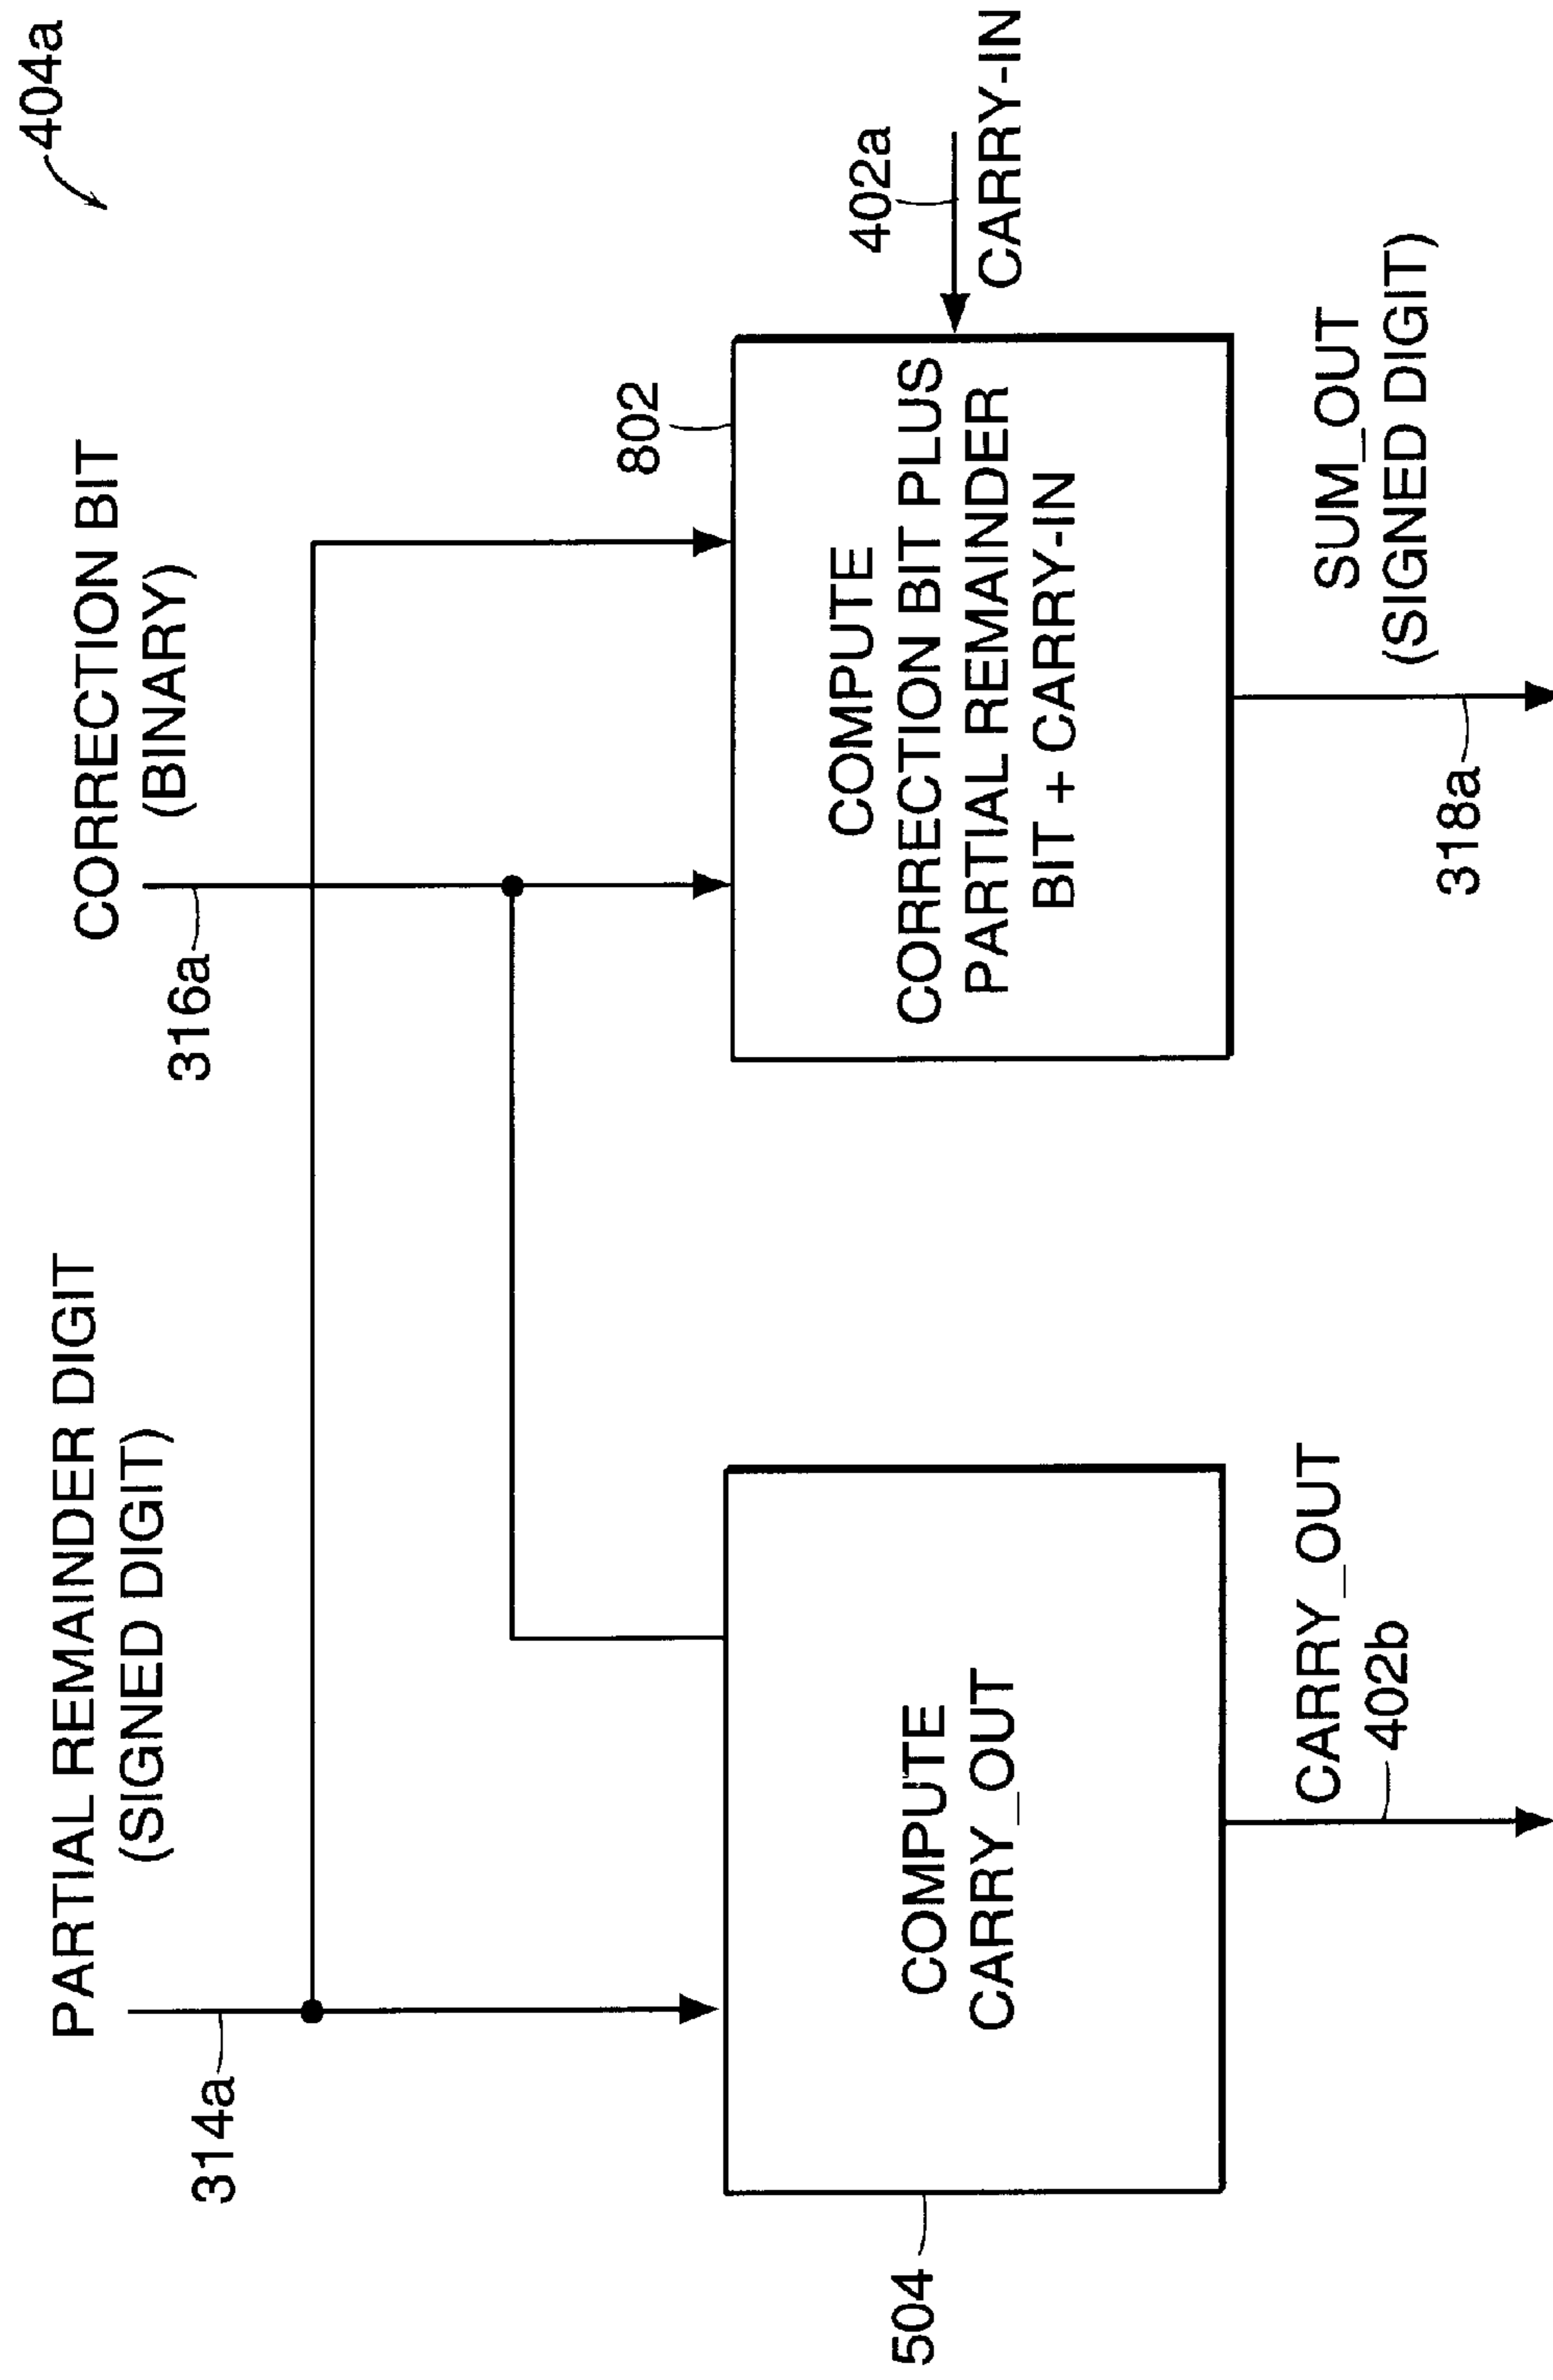 404a
PARTIAL REMAINDER DIGIT
(SIGNED DIGIT)
CORRECTION BIT
(BINARY)
314a
316a
802
402a
CARRY-IN
504
COMPUTE
CARRY_OUT
COMPUTE
CORRECTION BIT PLUS
PARTIAL REMAINDER
BIT + CARRY-IN
CARRY_OUT
402b
SUM_OUT
(SIGNED DIGIT)
318a